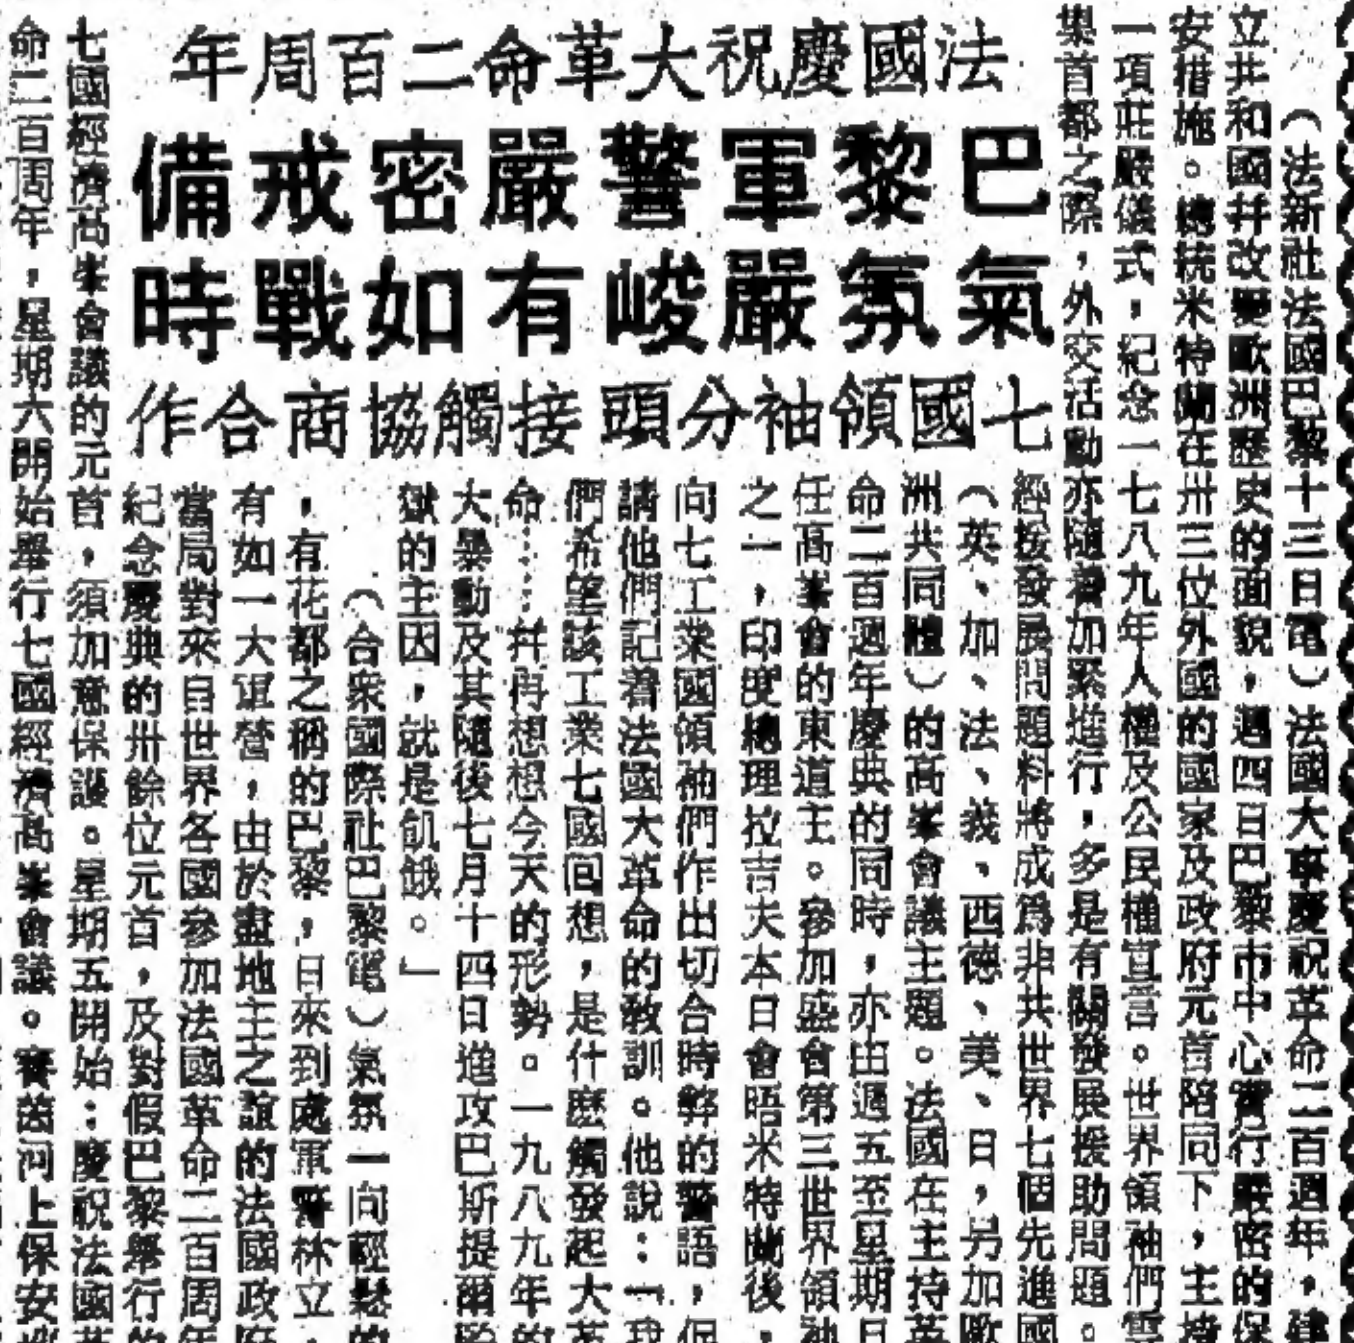 法國慶祝大革命二百周年
巴黎軍警嚴密戒備
氣氛嚴峻有如戰時
七國領袖分頭接觸協商合作
（法新社法國巴黎十三日電）法國大事慶祝革命二百週年，建
立共和國幷改變歐洲歷史的面貌，週四日巴黎市中心實行嚴密的保
安措施。總統米特蘭在卅三位外國的國家及政府元首陪同下，主持
一項莊嚴儀式，紀念一七八九年人權及公民權宣言。世界領袖們雲
集首都之際，外交活動亦隨着加緊進行，多是有關發展援助問題。
經援發展問題料將成爲非共世界七個先進國
（英、加、法、義、西德、美、日，另加歐
洲共同體）的高峯會議主題。法國在主持革
命二百週年慶典的同時，亦由週五至星期日
任高峯會的東道主。參加盛會第三世界領袖
之一，印度總理拉吉夫本日會晤米特蘭後，
向七工業國領袖們作出切合時弊的警語，促
請他們記着法國大革命的教訓。他說：「我
們希望該工業七國回想，是什麽觸發起大革
命……幷再想想今天的形勢。一九八九年的
大暴動及其隨後七月十四日進攻巴斯提爾監
獄的主因，就是飢餓。」
（合衆國際社巴黎電）氣氛一向輕鬆的
，有花都之稱的巴黎，日來到處軍警林立，
有如一大軍營，由於盡地主之誼的法國政府
當局對來自世界各國參加法國革命二百周年
紀念慶典的卅餘位元首，及對假巴黎舉行的
七國經濟高峯會議的元首，須加意保護。星期五開始：慶祝法國革
命二百周年，星期六開始舉行七國經濟高峯會議。賽茵河上保安